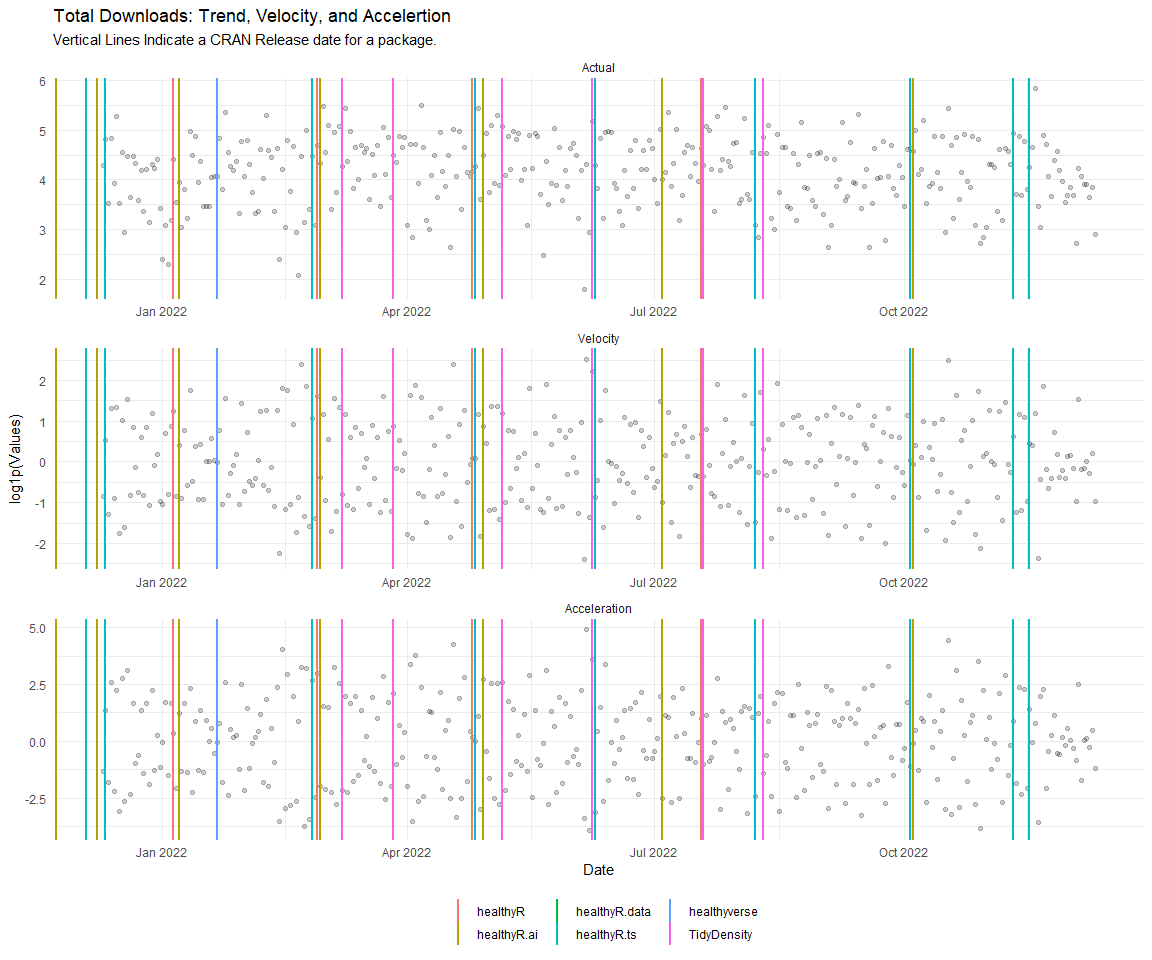 Total Downloads: Trend, Velocity, and Accelertion
Vertical Lines Indicate a CRAN Release date for a package.
Actual
6
5
4
3
2
Jan 2022 Apr 2022 Jul 2022 Oct 2022
Velocity
2
1
0
-1
-2
Jan 2022 Apr 2022 Jul 2022 Oct 2022
Acceleration
5.0
2.5
0.0
-2.5
Jan 2022 Apr 2022 Jul 2022 Oct 2022
log1p(Values)
Date
healthyR healthyR.data healthyverse
healthyR.ai healthyR.ts TidyDensity